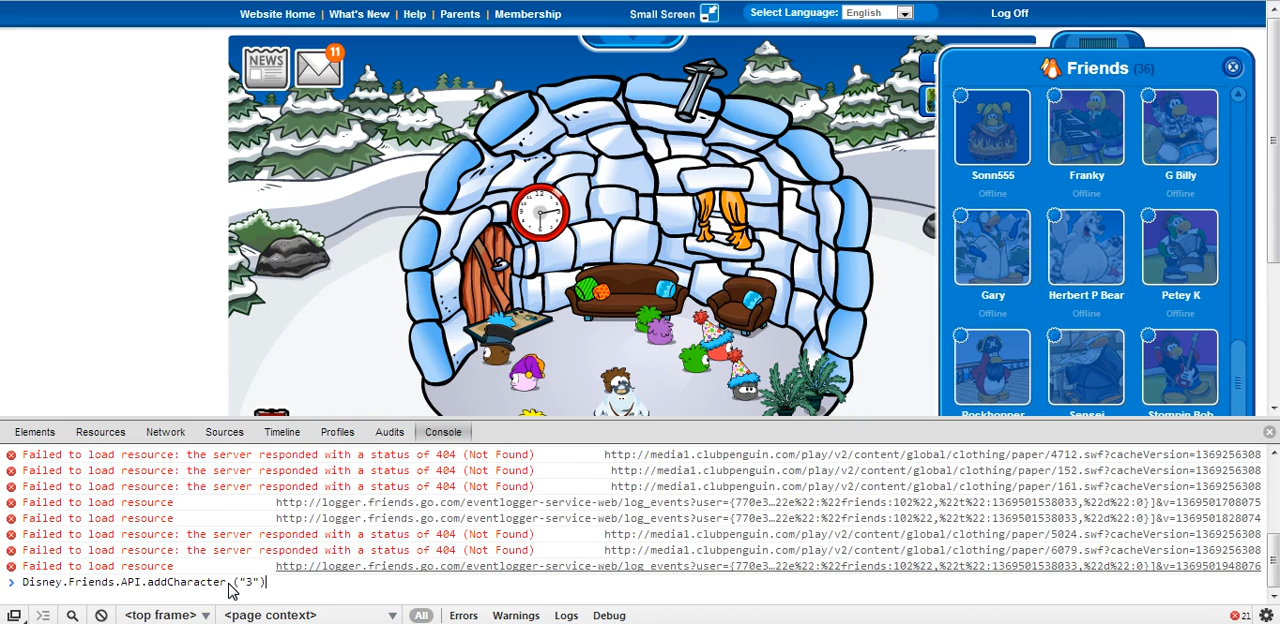 Website Home | What's New | Help | Parents | Membership Small Screen Select Language: English Log Off
NEWS
11
Friends (36)
Sonn555 Franky G Billy
Offline Offline Offline
Gary Herbert P Bear Petey K
Offline Offline Offline
Rockhopper Sensei Stompin Bob
Elements Resources Network Sources Timeline Profiles Audits Console
Failed to load resource: the server responded with a status of 404 (Not Found) http://media1.clubpenguin.com/play/v2/content/global/clothing/paper/4712.swf?cacheVersion=1369256308
Failed to load resource: the server responded with a status of 404 (Not Found) http://media1.clubpenguin.com/play/v2/content/global/clothing/paper/152.swf?cacheVersion=1369256308
Failed to load resource: the server responded with a status of 404 (Not Found) http://media1.clubpenguin.com/play/v2/content/global/clothing/paper/161.swf?cacheVersion=1369256308
Failed to load resource http://logger.friends.go.com/eventlogger-service-web/log_events?user={770e3…22e%22:%22friends:102%22,%22t%22:1369501538033,%22d%22:0}]&v=1369501708075
Failed to load resource http://logger.friends.go.com/eventlogger-service-web/log_events?user={770e3…22e%22:%22friends:102%22,%22t%22:1369501538033,%22d%22:0}]&v=1369501828074
Failed to load resource: the server responded with a status of 404 (Not Found) http://media1.clubpenguin.com/play/v2/content/global/clothing/paper/5024.swf?cacheVersion=1369256308
Failed to load resource: the server responded with a status of 404 (Not Found) http://media1.clubpenguin.com/play/v2/content/global/clothing/paper/6079.swf?cacheVersion=1369256308
Failed to load resource http://logger.friends.go.com/eventlogger-service-web/log_events?user={770e3…22e%22:%22friends:102%22,%22t%22:1369501538033,%22d%22:0}]&v=1369501948076
> Disney.Friends.API.addCharacter ("3")
<top frame> <page context> All Errors Warnings Logs Debug 21